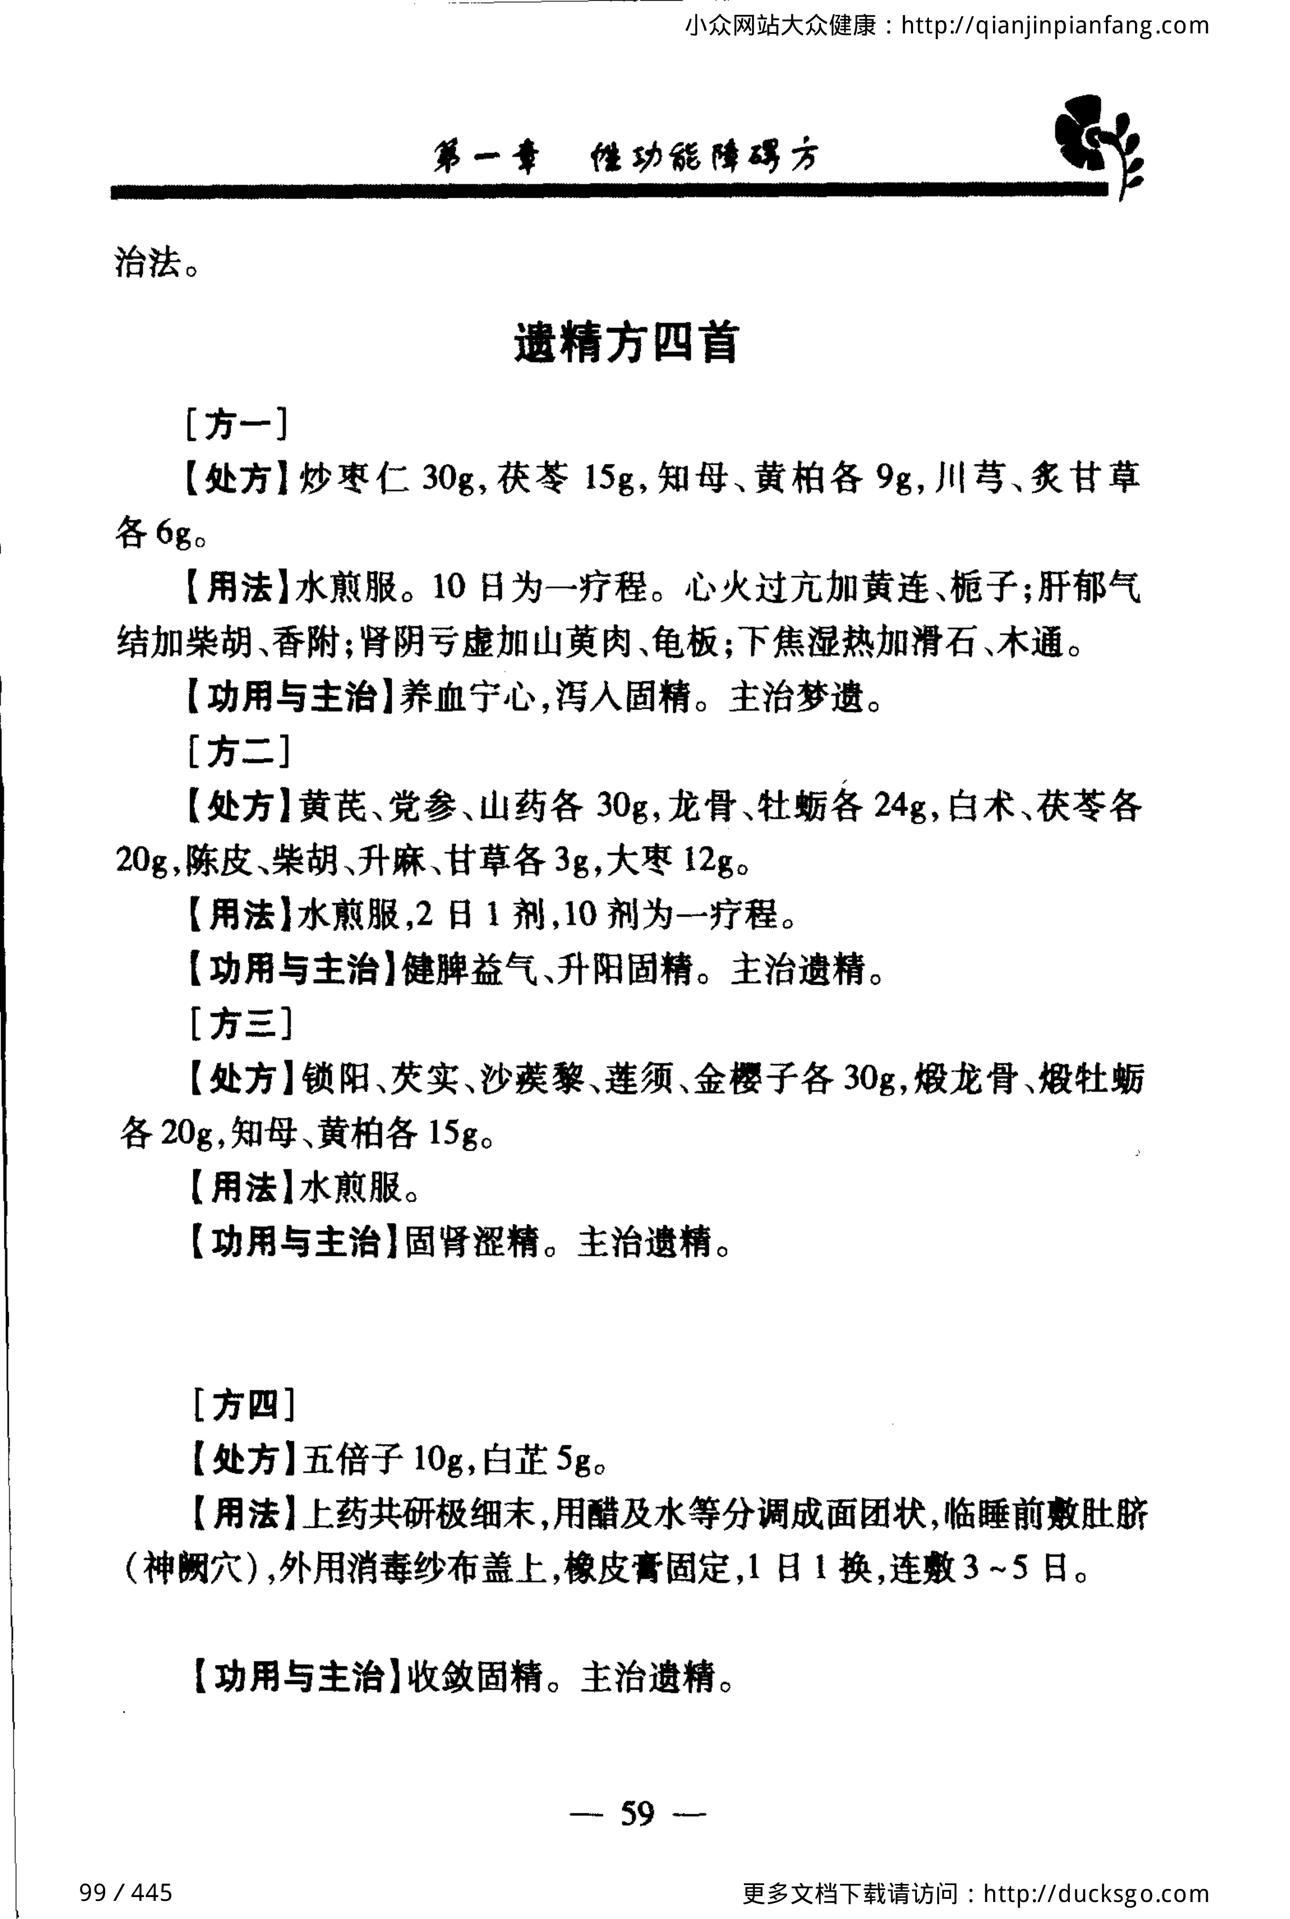 小众网站大众健康：http://qianjinpianfang.com
第一章 性功能障碍方
治法。
遗精方四首
[方一]
【处方】炒枣仁 30g,茯苓 15g,知母、黄柏各 9g,川芎、炙甘草
各 6g。
【用法】水煎服。10 日为一疗程。心火过亢加黄连、栀子;肝郁气
结加柴胡、香附;肾阴亏虚加山萸肉、龟板;下焦湿热加滑石、木通。
【功用与主治】养血宁心,泻人固精。主治梦遗。
[方二]
【处方】黄芪、党参、山药各 30g,龙骨、牡蛎各 24g,白术、茯苓各
20g,陈皮、柴胡、升麻、甘草各 3g,大枣 12g。
【用法】水煎服,2 日 1 剂,10 剂为一疗程。
【功用与主治】健脾益气、升阳固精。主治遗精。
[方三]
【处方】锁阳、芡实、沙蒺黎、莲须、金樱子各 30g,煅龙骨、煅牡蛎
各 20g,知母、黄柏各 15g。
【用法】水煎服。
【功用与主治】固肾涩精。主治遗精。
[方四]
【处方】五倍子 10g,白芷 5g。
【用法】上药共研极细末,用醋及水等分调成面团状,临睡前敷肚脐
(神阙穴),外用消毒纱布盖上,橡皮膏固定,1 日 1 换,连敷 3~5 日。
【功用与主治】收敛固精。主治遗精。
— 59 —
99 / 445
更多文档下载请访问：http://ducksgo.com